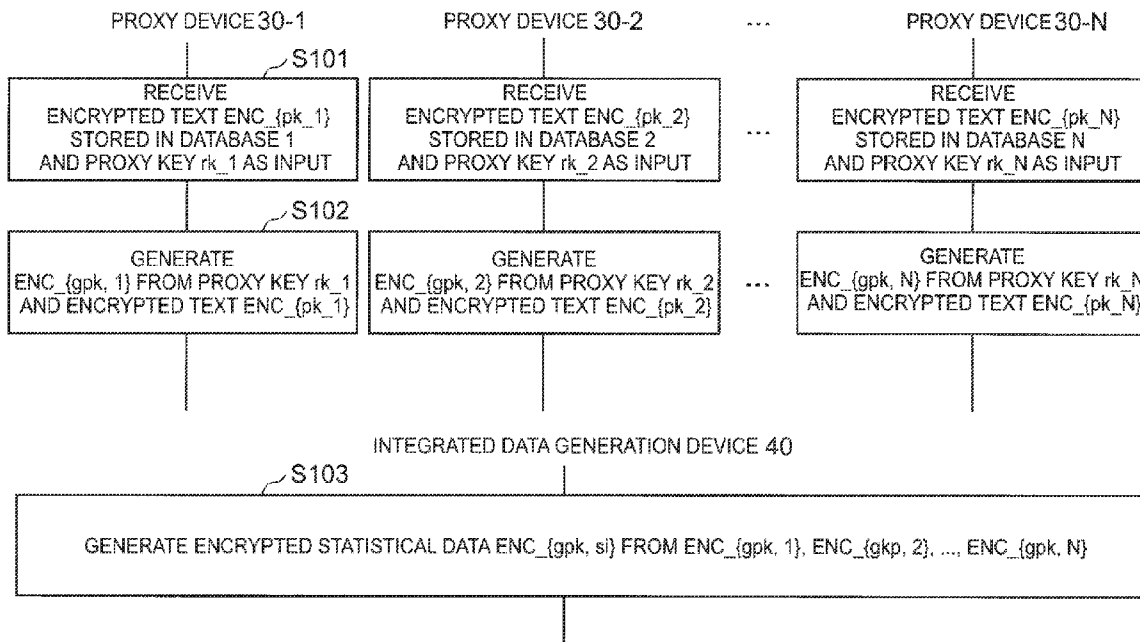 PROXY DEVICE 30-1 PROXY DEVICE 30-2 ... PROXY DEVICE 30-N
S101
RECEIVE
ENCRYPTED TEXT ENC_{pk_1}
STORED IN DATABASE 1
AND PROXY KEY rk_1 AS INPUT
RECEIVE
ENCRYPTED TEXT ENC_{pk_2}
STORED IN DATABASE 2
AND PROXY KEY rk_2 AS INPUT
...
RECEIVE
ENCRYPTED TEXT ENC_{pk_N}
STORED IN DATABASE N
AND PROXY KEY rk_N AS INPUT
S102
GENERATE
ENC_{gpk, 1} FROM PROXY KEY rk_1
AND ENCRYPTED TEXT ENC_{pk_1}
GENERATE
ENC_{gpk, 2} FROM PROXY KEY rk_2
AND ENCRYPTED TEXT ENC_{pk_2}
...
GENERATE
ENC_{gpk, N} FROM PROXY KEY rk_N
AND ENCRYPTED TEXT ENC_{pk_N}
INTEGRATED DATA GENERATION DEVICE 40
S103
GENERATE ENCRYPTED STATISTICAL DATA ENC_{gpk, si} FROM ENC_{gpk, 1}, ENC_{gkp, 2}, ..., ENC_{gpk, N}